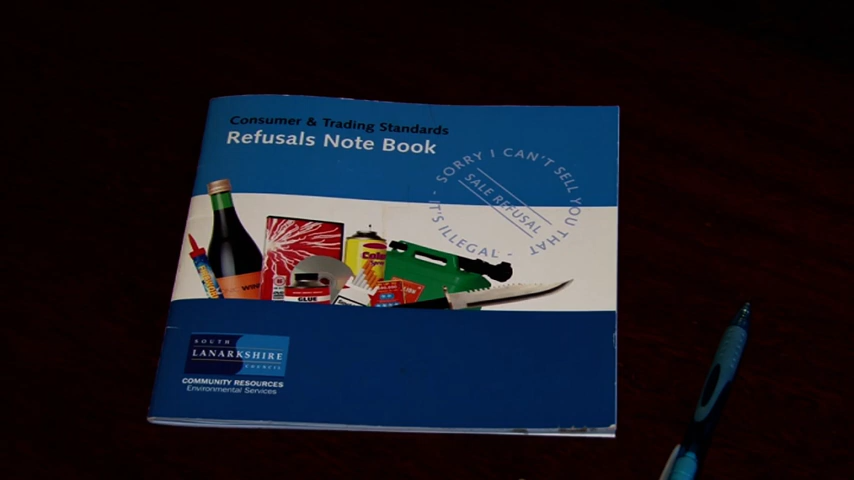 Consumer & Trading Standards
Refusals Note Book
SORRY I CAN'T SELL YOU THAT - IT'S ILLEGAL -
SALE REFUSAL
GLUE
SOUTH
LANARKSHIRE
COUNCIL
COMMUNITY RESOURCES
Environmental Services